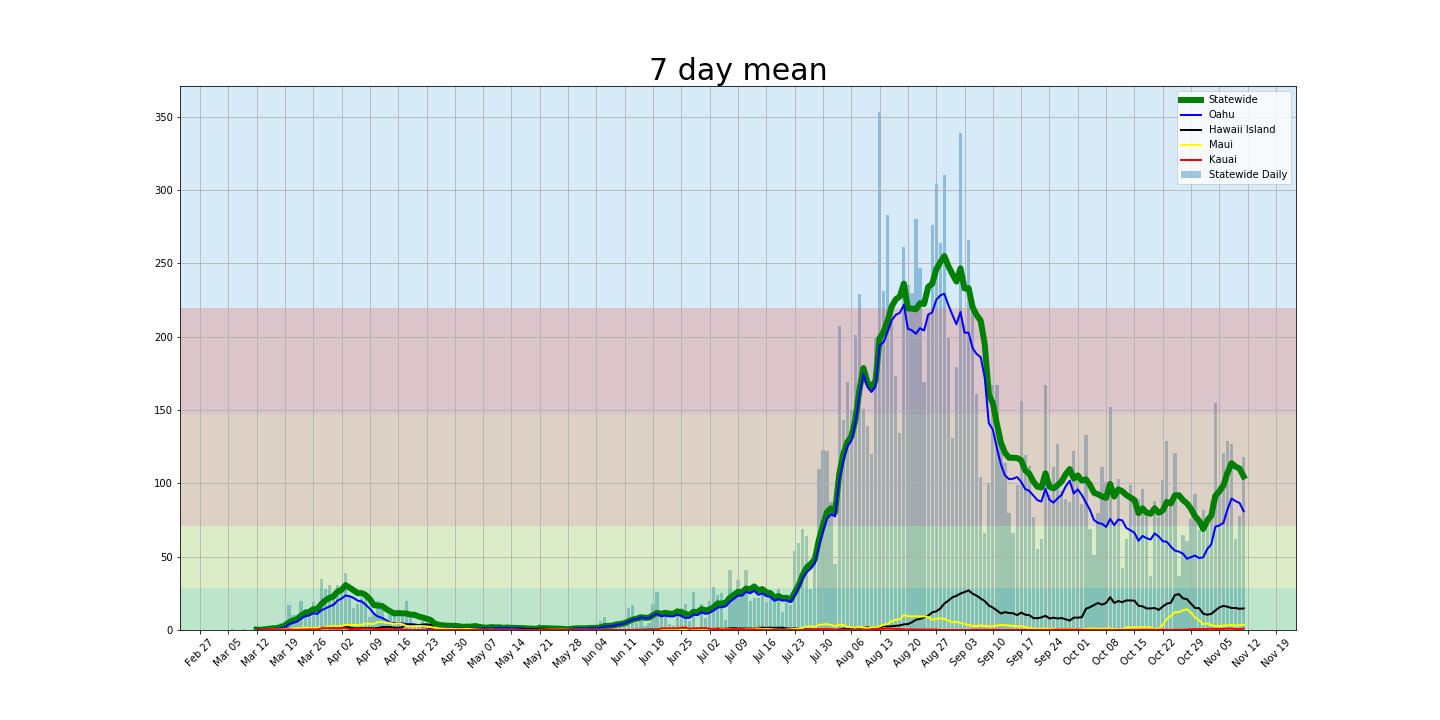 7 day mean
Statewide
Oahu
Hawaii Island
Maui
Kauai
Statewide Daily
350
300
250
200
150
100
50
0
Feb 27
Mar 05
Mar 12
Mar 19
Mar 26
Apr 02
Apr 09
Apr 16
Apr 23
Apr 30
May 07
May 14
May 21
May 28
Jun 04
Jun 11
Jun 18
Jun 25
Jul 02
Jul 09
Jul 16
Jul 23
Jul 30
Aug 06
Aug 13
Aug 20
Aug 27
Sep 03
Sep 10
Sep 17
Sep 24
Oct 01
Oct 08
Oct 15
Oct 22
Oct 29
Nov 05
Nov 12
Nov 19